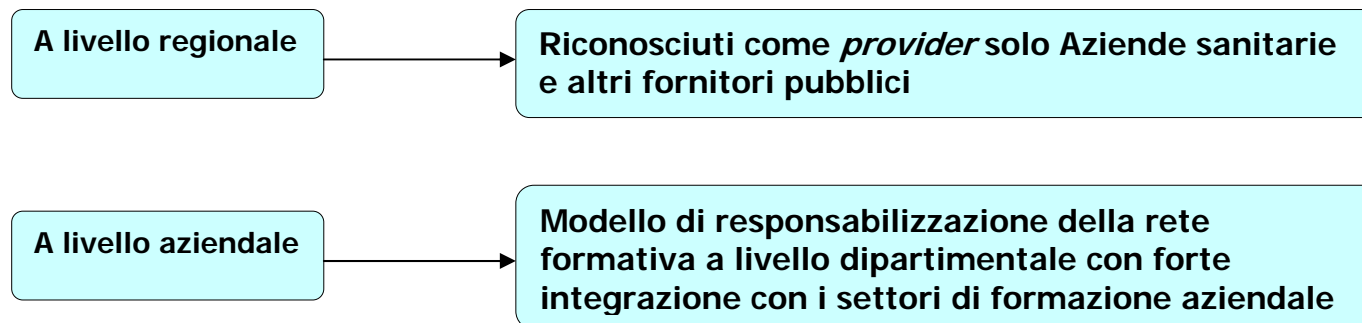 A livello regionale
Riconosciuti come provider solo Aziende sanitarie
e altri fornitori pubblici
A livello aziendale
Modello di responsabilizzazione della rete
formativa a livello dipartimentale con forte
integrazione con i settori di formazione aziendale